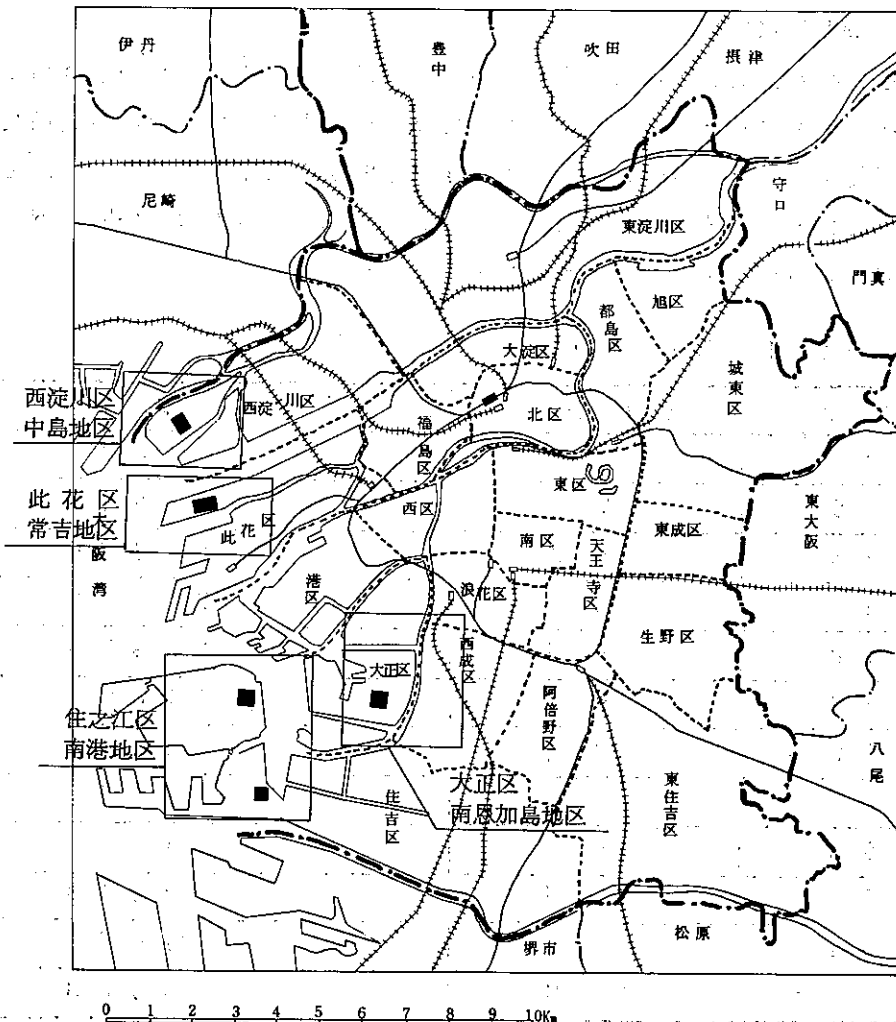 伊丹
豊中
吹田
摂津
尼崎
守口
東淀川区
門真
都島区
旭区
大淀区
城東区
西淀川区
中島地区
西淀川区
福島区
北区
此花区
常吉地区
此花区
大阪湾
西区
東区
南区
天王寺区
東成区
東大阪
港区
浪花区
西成区
大正区
生野区
阿倍野区
住之江区
南港地区
八尾
大正区
南恩加島地区
東住吉区
住吉区
松原
堺市
0 1 2 3 4 5 6 7 8 9 10Km